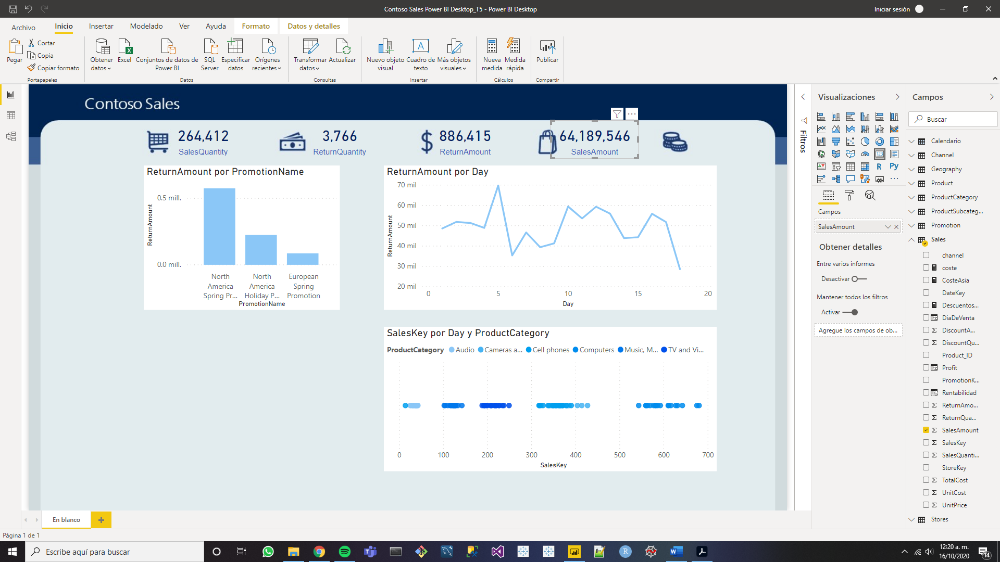 Contoso Sales Power BI Desktop_T5 - Power BI Desktop
Iniciar sesión
Archivo
Inicio
Insertar
Modelado
Ver
Ayuda
Formato
Datos y detalles
Pegar
Cortar
Copia
Copiar formato
Portapapeles
Obtener datos
Excel
Conjuntos de datos de Power BI
SQL Server
Especificar datos
Orígenes recientes
Datos
Transformar datos
Actualizar
Consultas
Nuevo objeto visual
Cuadro de texto
Más objetos visuales
Insertar
Nueva medida
Medida rápida
Cálculos
Publicar
Compartir
Contoso Sales
264,412
SalesQuantity
3,766
ReturnQuantity
886,415
ReturnAmount
64,189,546
SalesAmount
ReturnAmount por PromotionName
ReturnAmount
0.5 mill.
0.0 mill.
North America Spring Pr...
North America Holiday P...
European Spring Promotion
PromotionName
ReturnAmount por Day
ReturnAmount
70 mil
60 mil
50 mil
40 mil
30 mil
20 mil
0 5 10 15 20
Day
SalesKey por Day y ProductCategory
ProductCategory Audio Cameras a... Cell phones Computers Music, M... TV and Vi...
0 100 200 300 400 500 600 700
SalesKey
Filtros
Visualizaciones
R
Py
Campos
SalesAmount
Obtener detalles
Entre varios informes
Desactivar
Mantener todos los filtros
Activar
Agregue los campos de ob...
Campos
Buscar
Calendario
Channel
Geography
Product
ProductCategory
ProductSubcateg...
Promotion
Sales
channel
coste
CosteAsia
DateKey
Descuentos...
DiaDeVenta
DiscountA...
DiscountQu...
Product_ID
Profit
PromotionK...
Rentabilidad
ReturnAmo...
ReturnQua...
SalesAmount
SalesKey
SalesQuanti...
StoreKey
TotalCost
UnitCost
UnitPrice
Stores
En blanco
Página 1 de 1
Escribe aquí para buscar
12:20 a. m.
16/10/2020
14